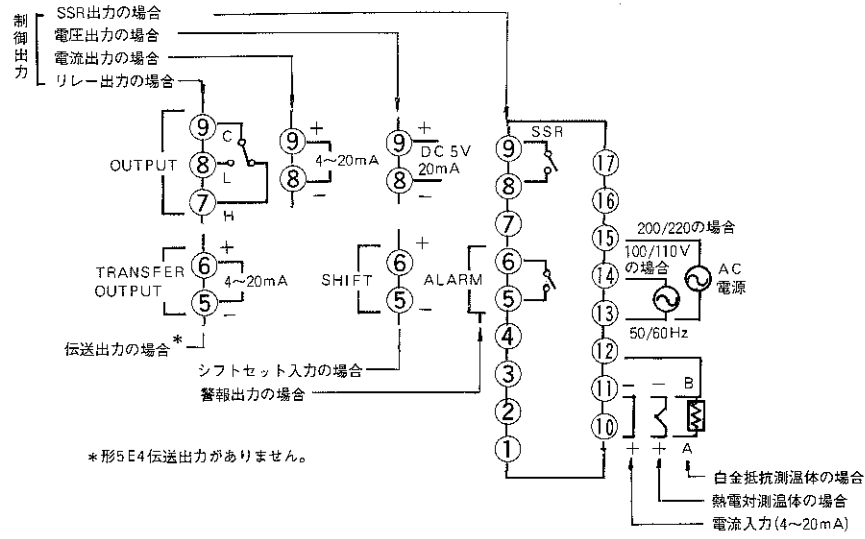 制御出力
SSR出力の場合
電圧出力の場合
電流出力の場合
リレー出力の場合
OUTPUT
9
8
7
C
L
H
9
8
+
4～20mA
−
9
8
+
DC 5V
20mA
−
9
8
7
6
5
4
3
2
1
SSR
17
16
15
14
13
12
11
10
200/220の場合
100/110V
の場合
AC
電源
50/60Hz
TRANSFER
OUTPUT
6
5
+
4～20mA
−
SHIFT
6
5
+
−
ALARM
伝送出力の場合*
シフトセット入力の場合
警報出力の場合
−
+
−
+
B
A
*形5E4伝送出力がありません。
白金抵抗測温体の場合
熱電対測温体の場合
電流入力(4～20mA)